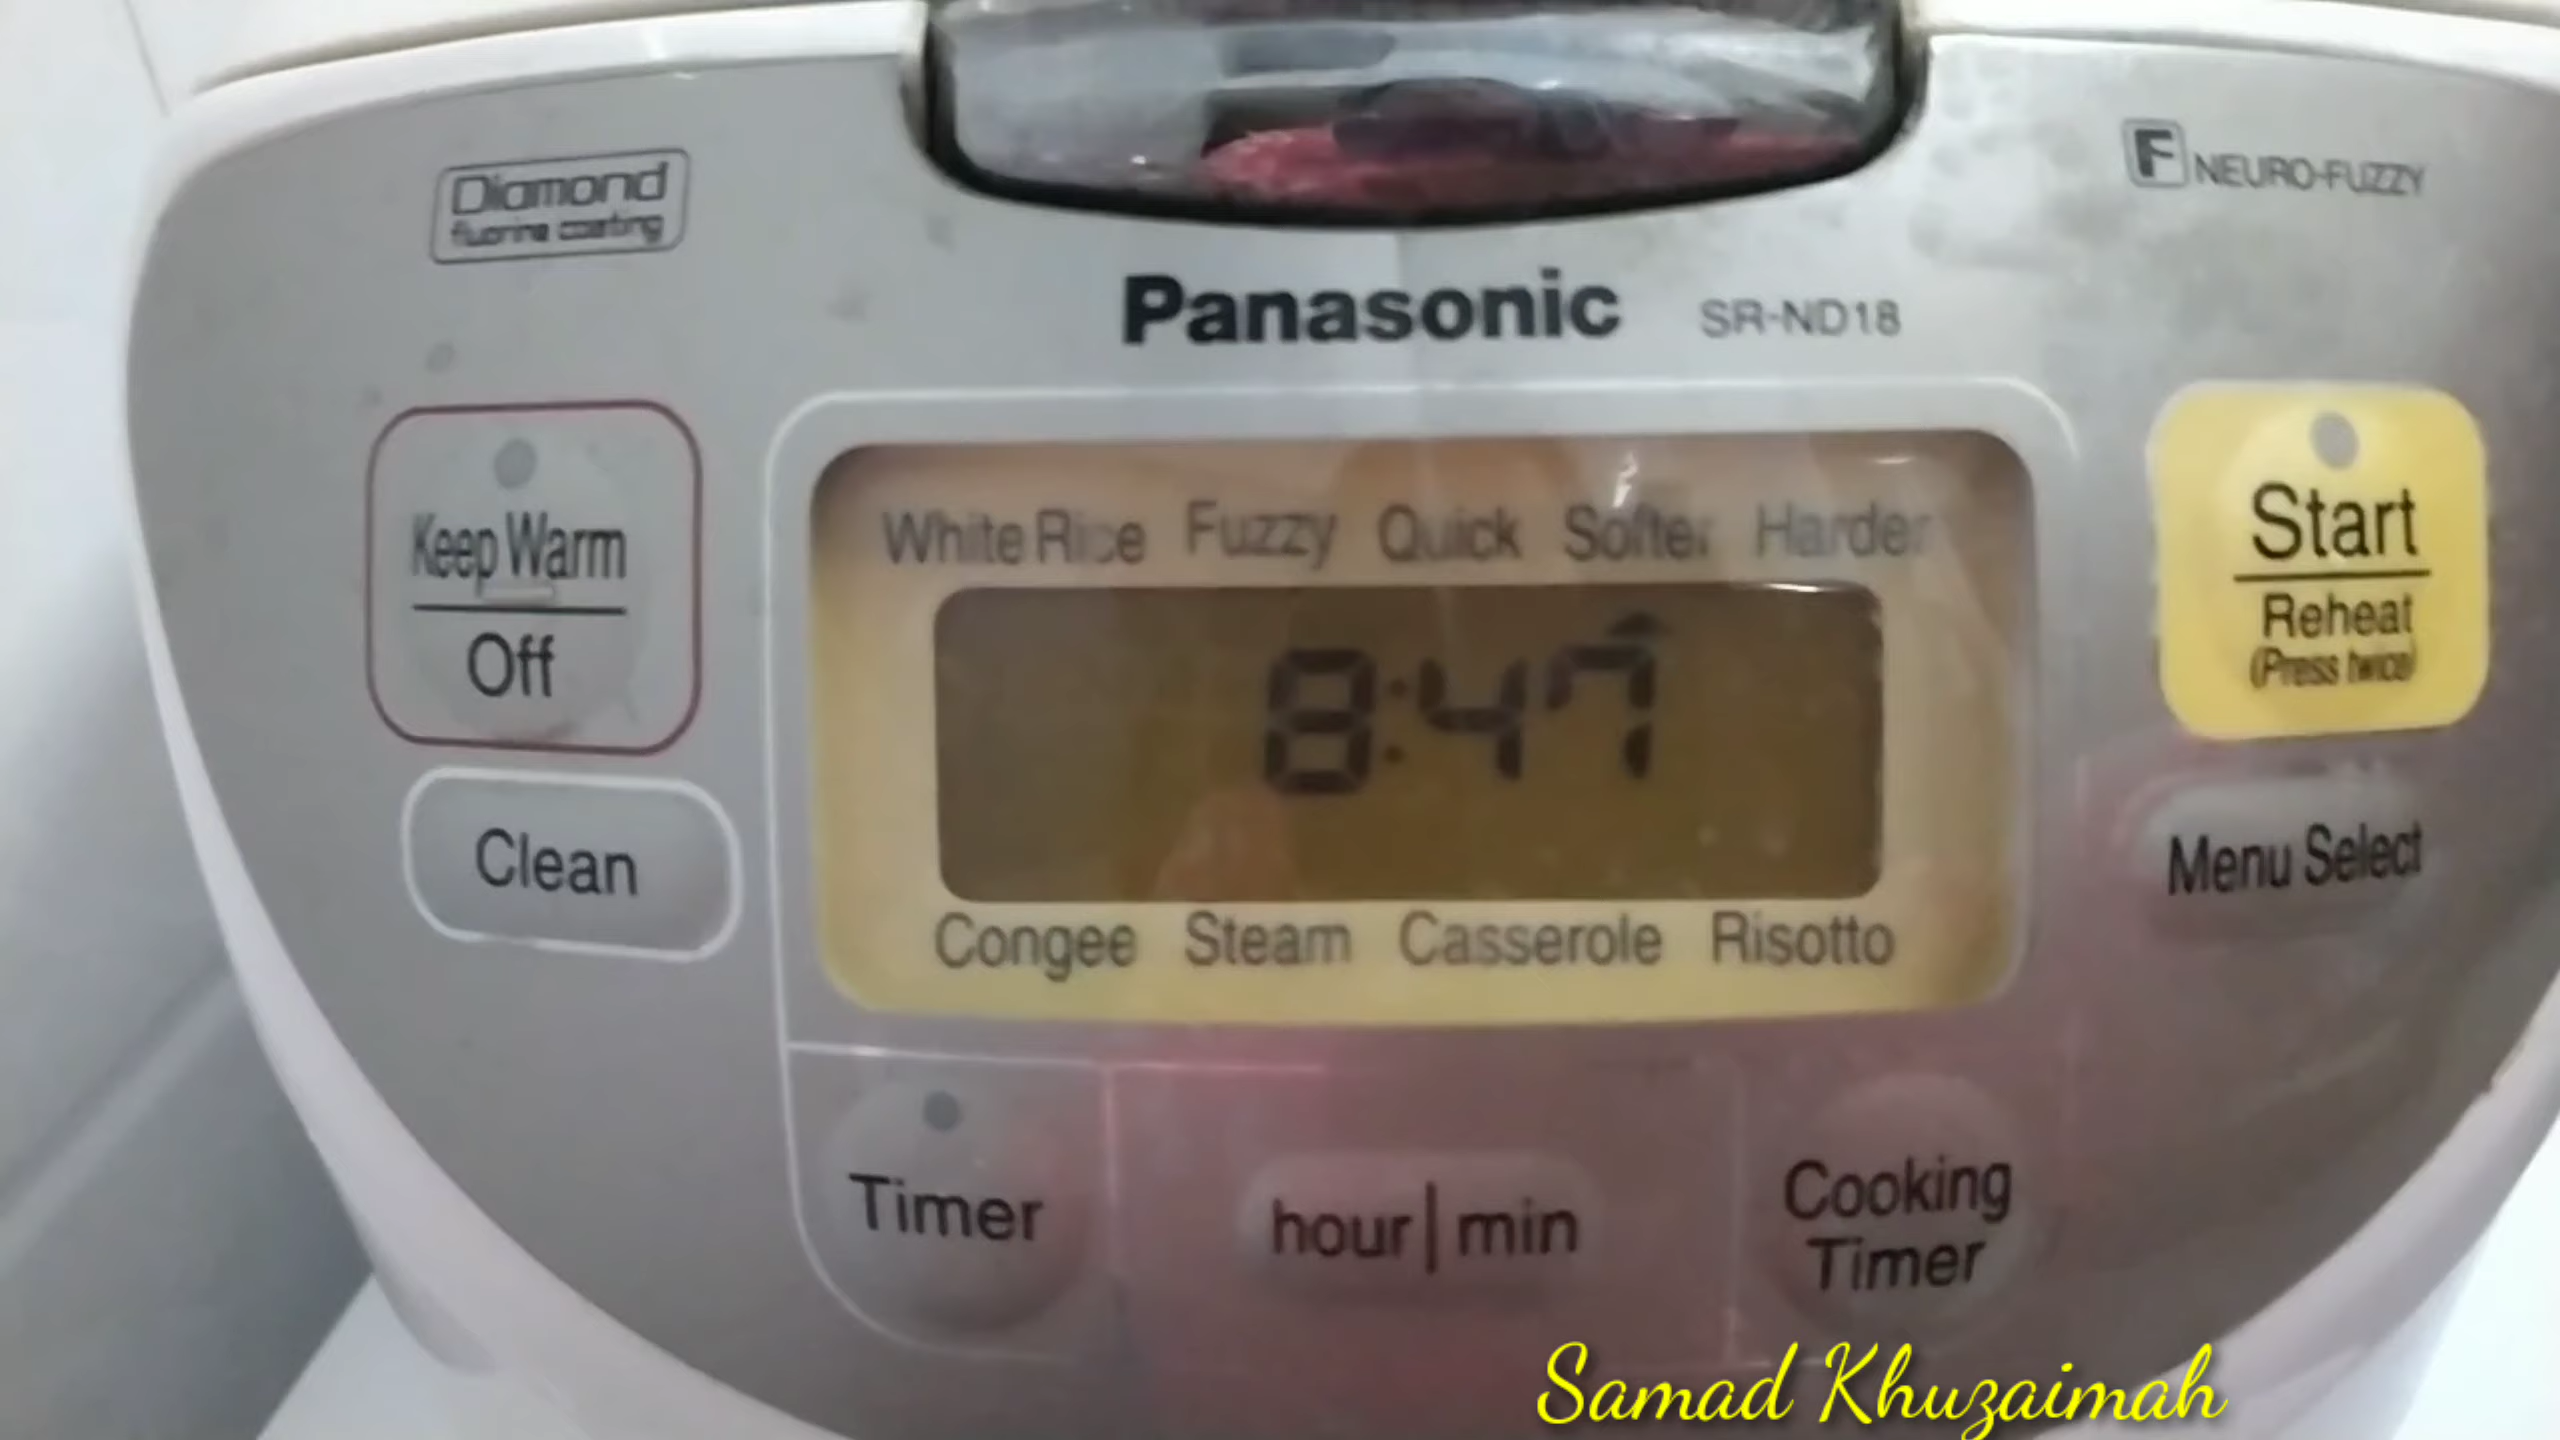 Diamond
fluorine coating
F NEURO-FUZZY
Panasonic SR-ND18
Keep Warm
Off
Clean
White Rice Fuzzy Quick Softer Harder
8:47
Congee Steam Casserole Risotto
Start
Reheat
(Press twice)
Menu Select
Timer
hour|min
Cooking
Timer
Samad Khuzaimah